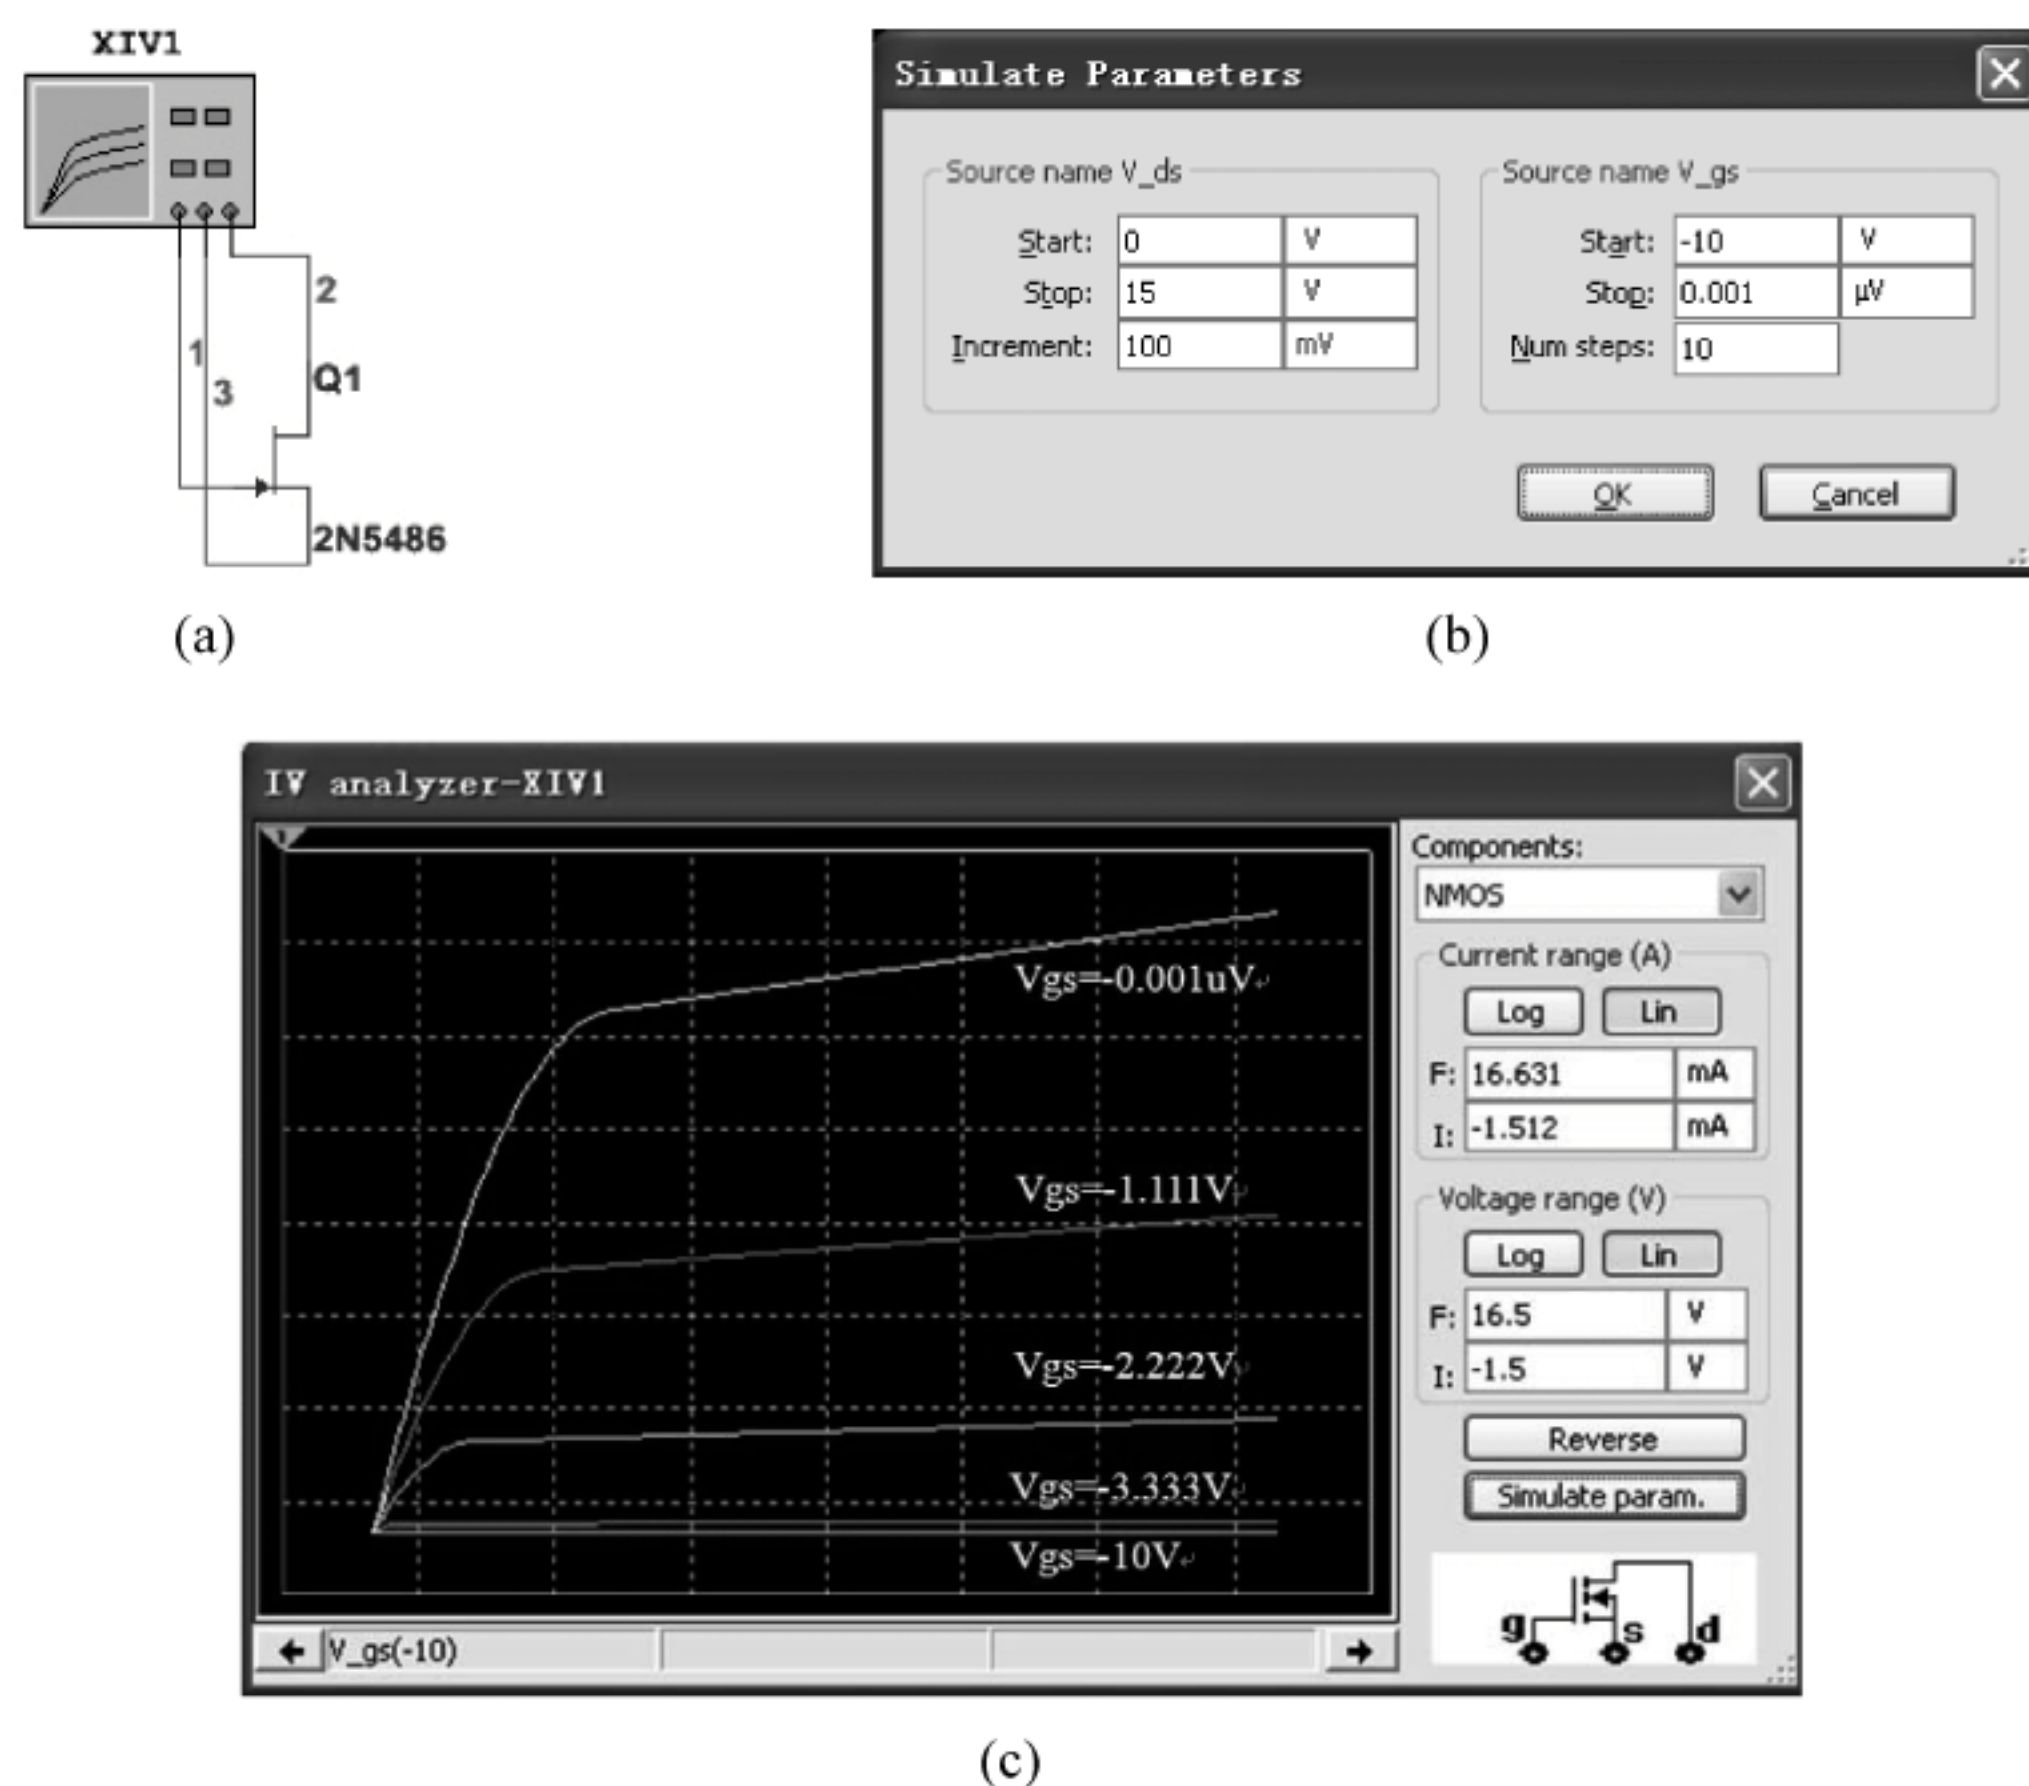 XIV1
2
1
3
Q1
2N5486
(a)
Simulate Parameters
Source name V_ds
Start: 0 V
Stop: 15 V
Increment: 100 mV
Source name V_gs
Start: -10 V
Stop: 0.001 µV
Num steps: 10
OK
Cancel
(b)
IV analyzer-XIV1
1
Vgs=-0.001uV
Vgs=-1.111V
Vgs=-2.222V
Vgs=-3.333V
Vgs=-10V
V_gs(-10)
Components:
NMOS
Current range (A)
Log Lin
F: 16.631 mA
I: -1.512 mA
Voltage range (V)
Log Lin
F: 16.5 V
I: -1.5 V
Reverse
Simulate param.
g s d
(c)